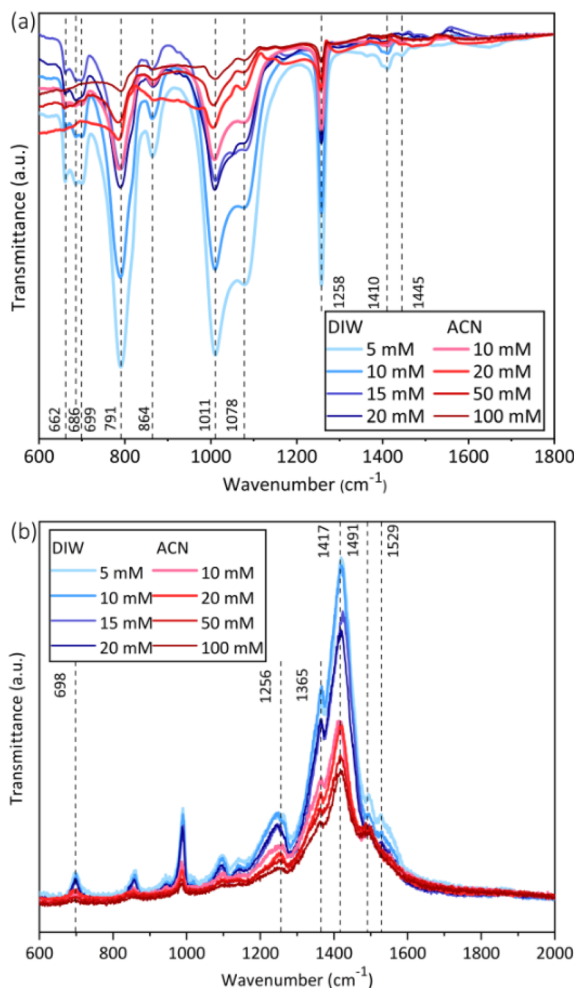 (a)
Transmittance (a.u.)
662
686
699
791
864
1011
1078
1258
1410
1445
DIW ACN
5 mM 10 mM
10 mM 20 mM
15 mM 50 mM
20 mM 100 mM
600 800 1000 1200 1400 1600 1800
Wavenumber (cm⁻¹)
(b)
DIW ACN
5 mM 10 mM
10 mM 20 mM
15 mM 50 mM
20 mM 100 mM
698
1256
1365
1417
1491
1529
Transmittance (a.u.)
600 800 1000 1200 1400 1600 1800 2000
Wavenumber (cm⁻¹)